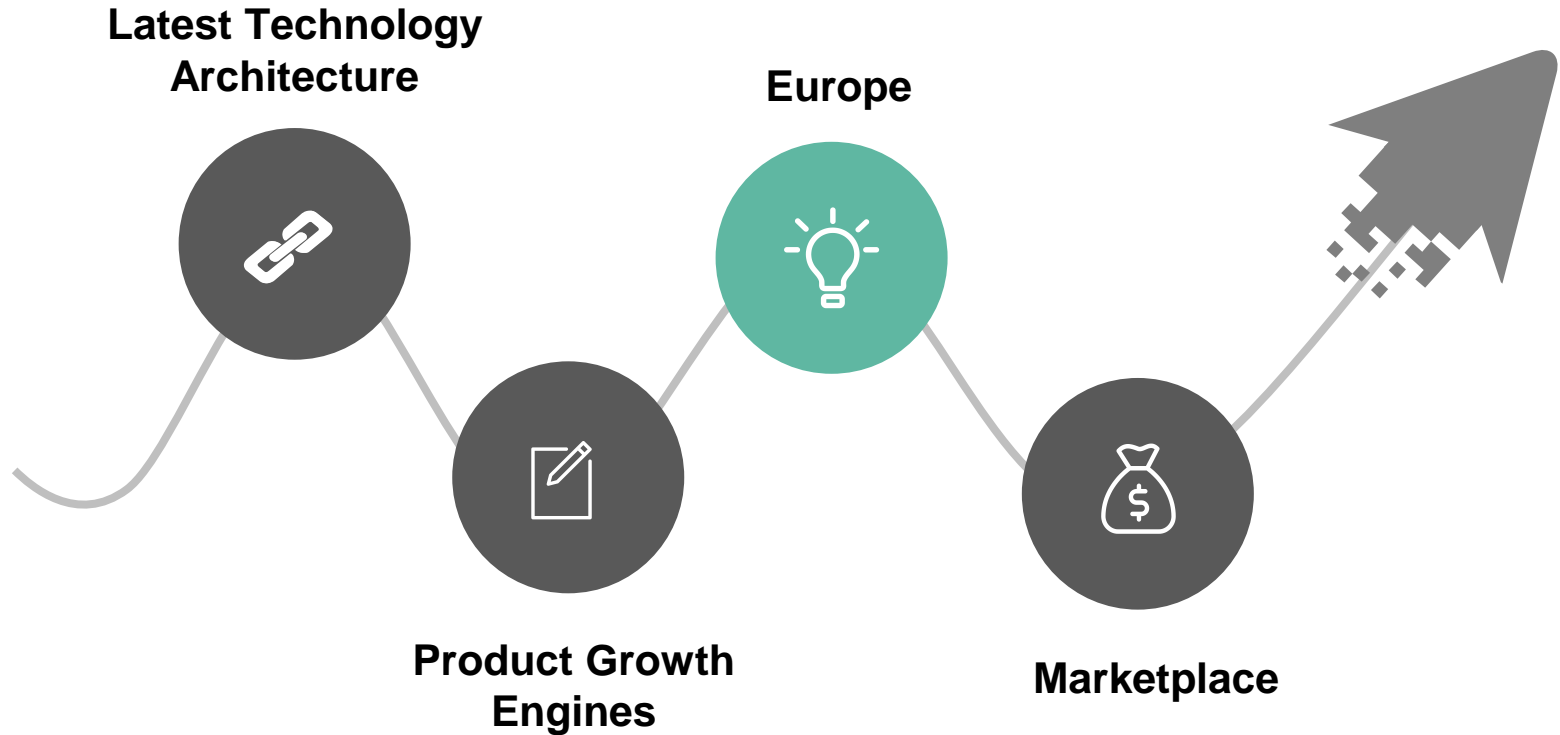 Latest Technology
Architecture
Europe
$
Product Growth
Engines
Marketplace